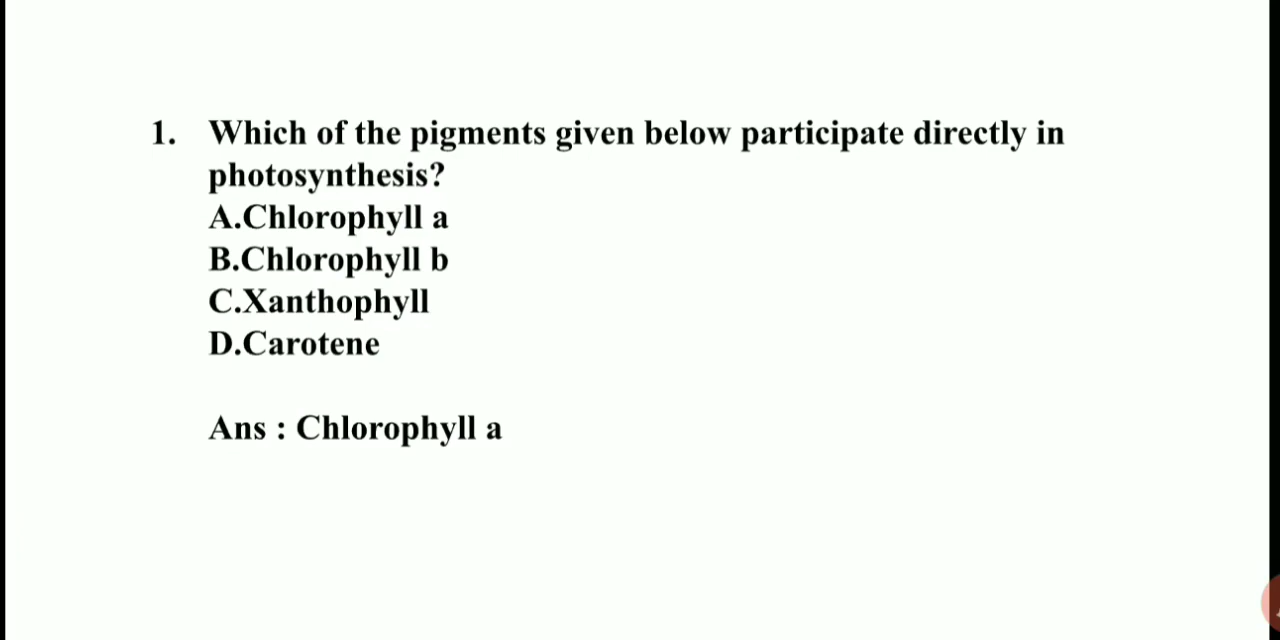 1. Which of the pigments given below participate directly in
photosynthesis?
A.Chlorophyll a
B.Chlorophyll b
C.Xanthophyll
D.Carotene
Ans : Chlorophyll a